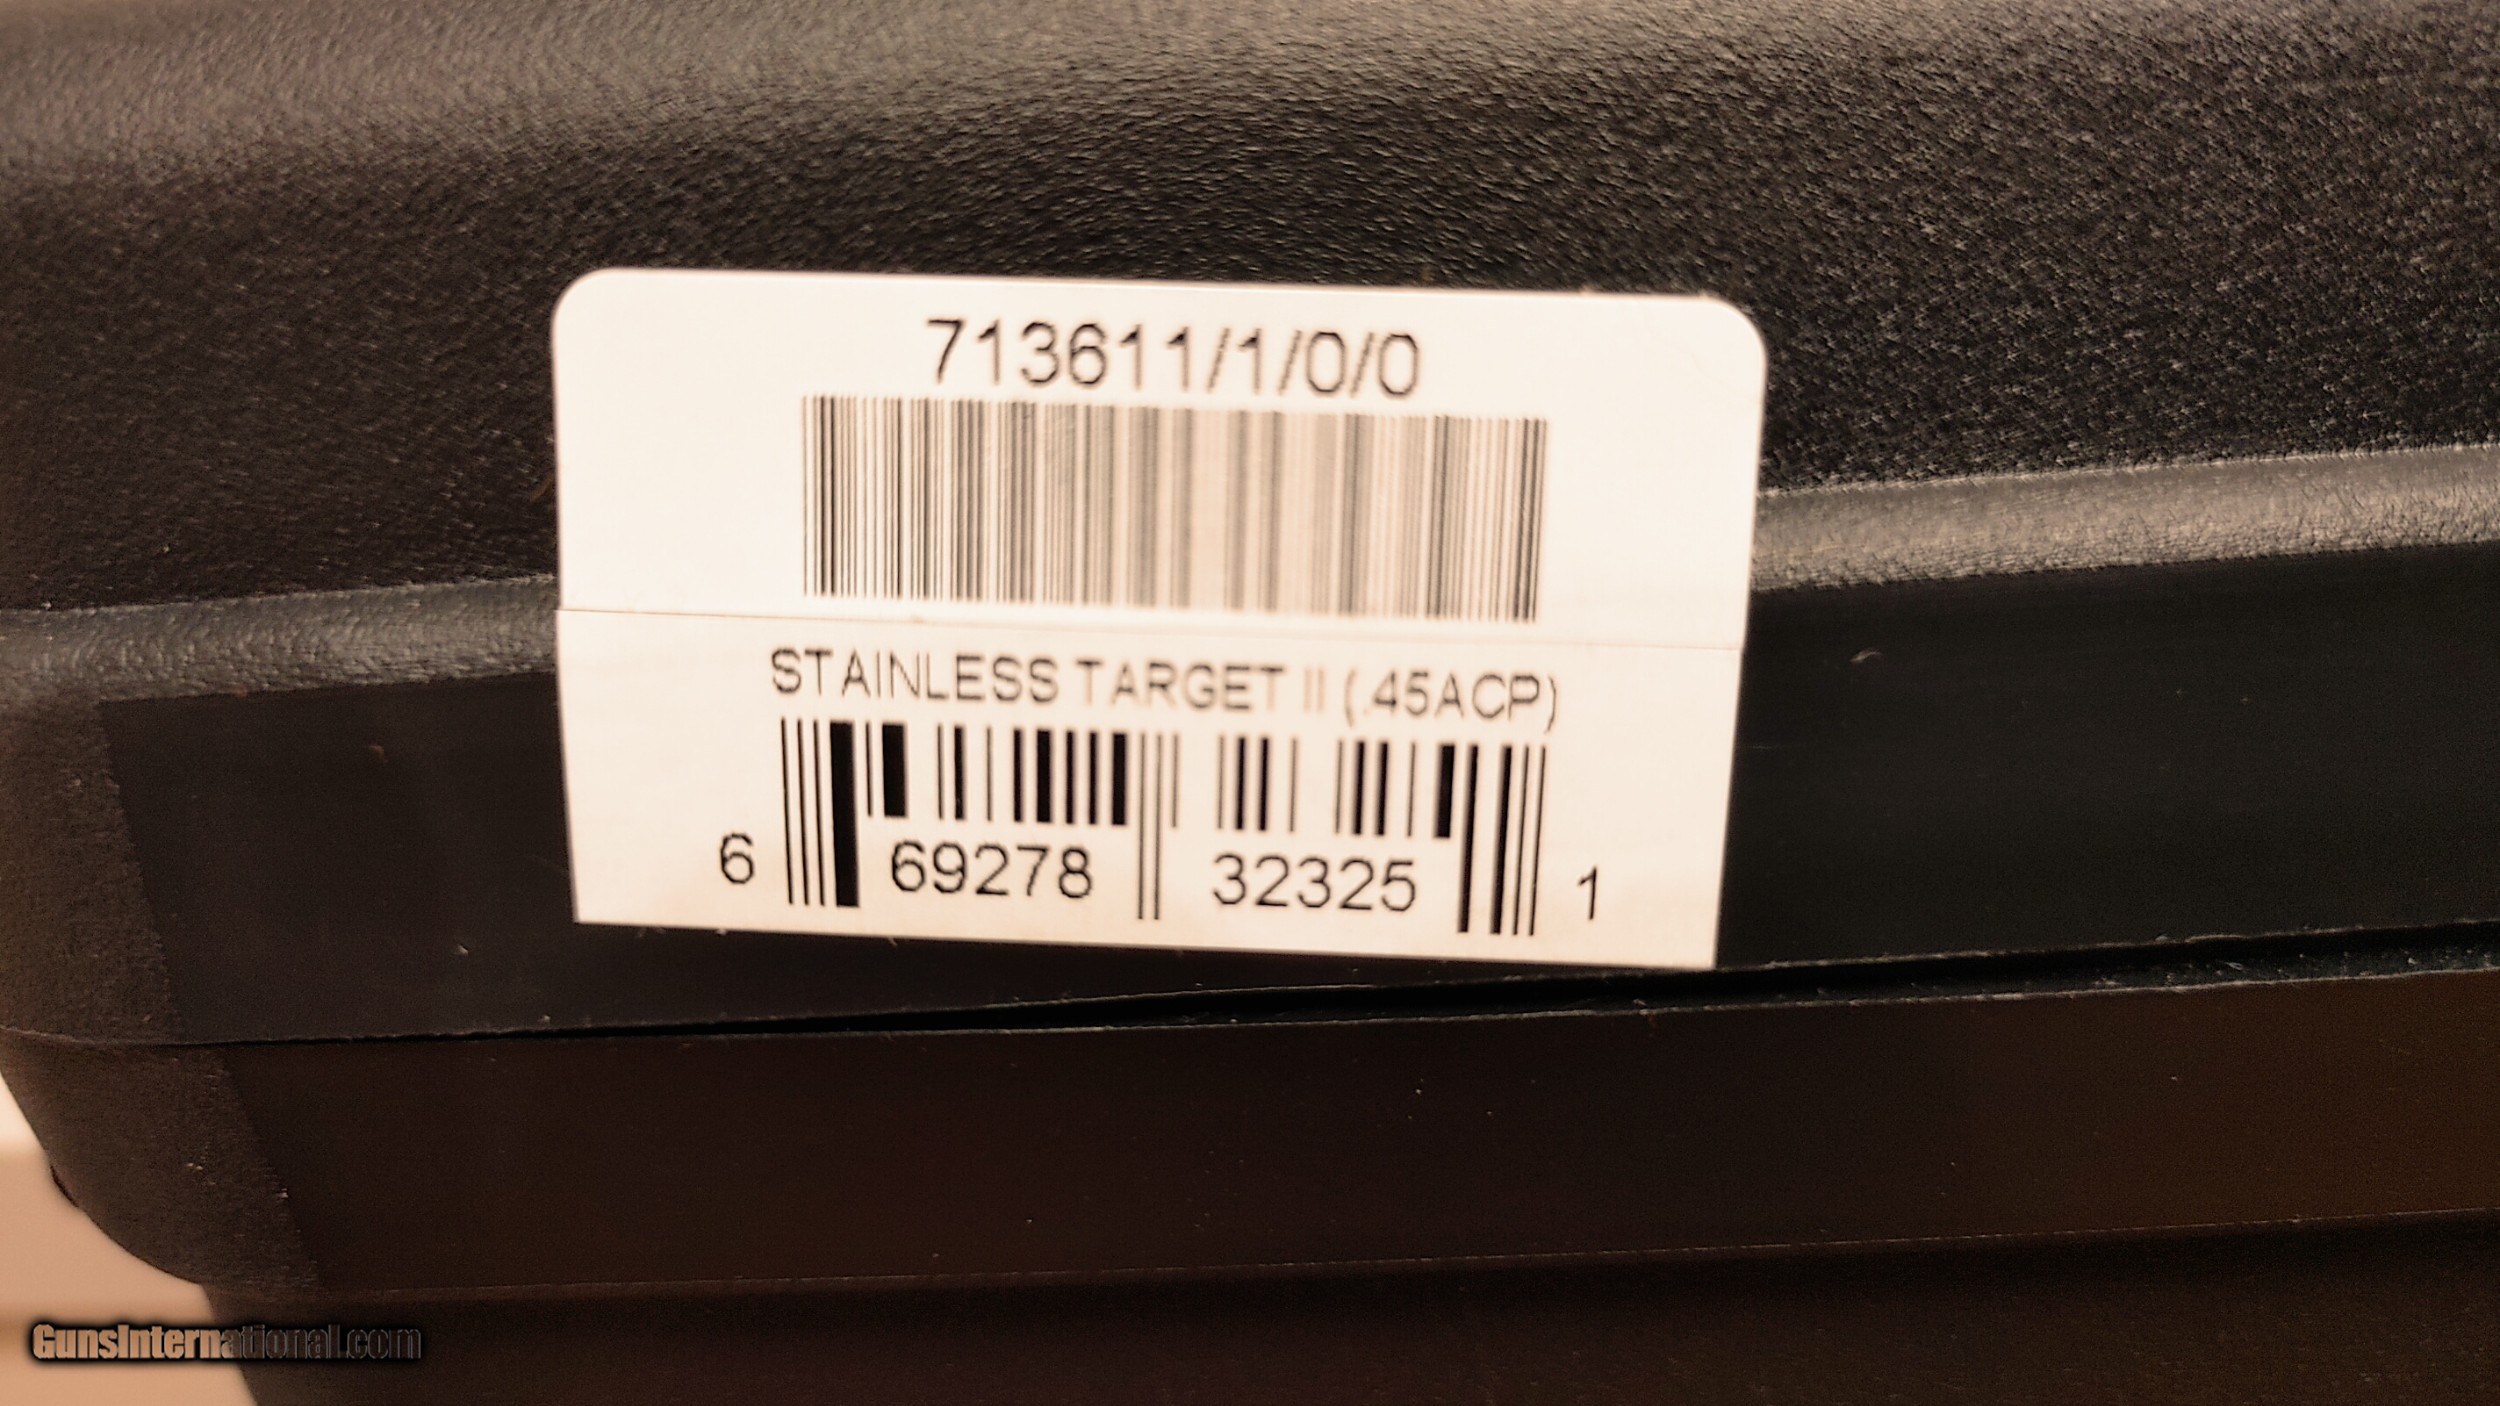 713611/1/0/0
STAINLESS TARGET II (.45ACP)
6 69278 32325 1
GunsInternational.com